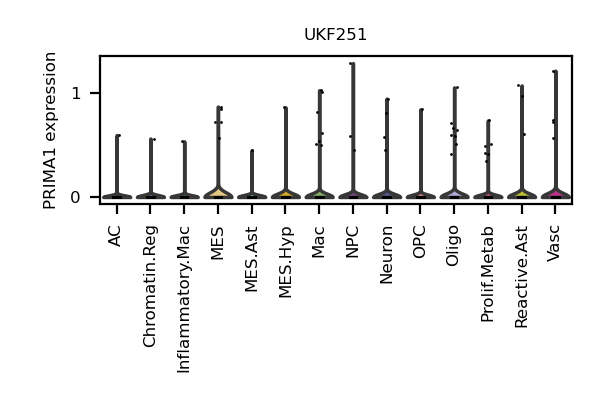 UKF251
PRIMA1 expression
1
0
AC
Chromatin.Reg
Inflammatory.Mac
MES
MES.Ast
MES.Hyp
Mac
NPC
Neuron
OPC
Oligo
Prolif.Metab
Reactive.Ast
Vasc